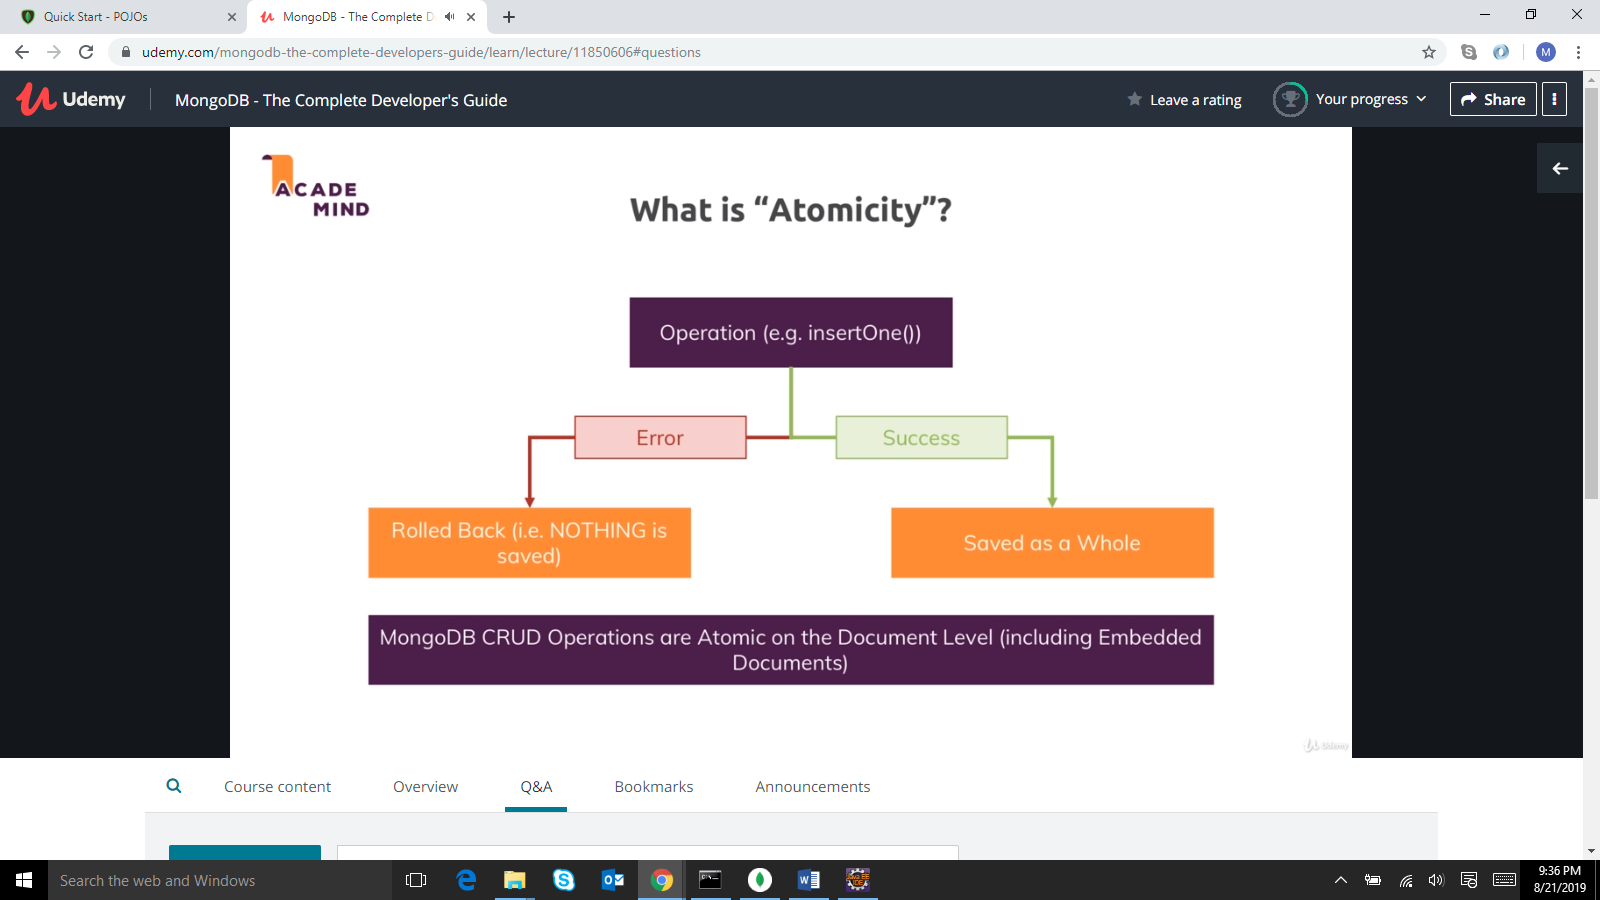 Quick Start - POJOs
MongoDB - The Complete D
udemy.com/mongodb-the-complete-developers-guide/learn/lecture/11850606#questions
M
Udemy
MongoDB - The Complete Developer's Guide
Leave a rating
Your progress
Share
ACADE
MIND
What is “Atomicity”?
Operation (e.g. insertOne())
Error
Success
Rolled Back (i.e. NOTHING is
saved)
Saved as a Whole
MongoDB CRUD Operations are Atomic on the Document Level (including Embedded
Documents)
Udemy
Course content
Overview
Q&A
Bookmarks
Announcements
Search the web and Windows
9:36 PM
8/21/2019